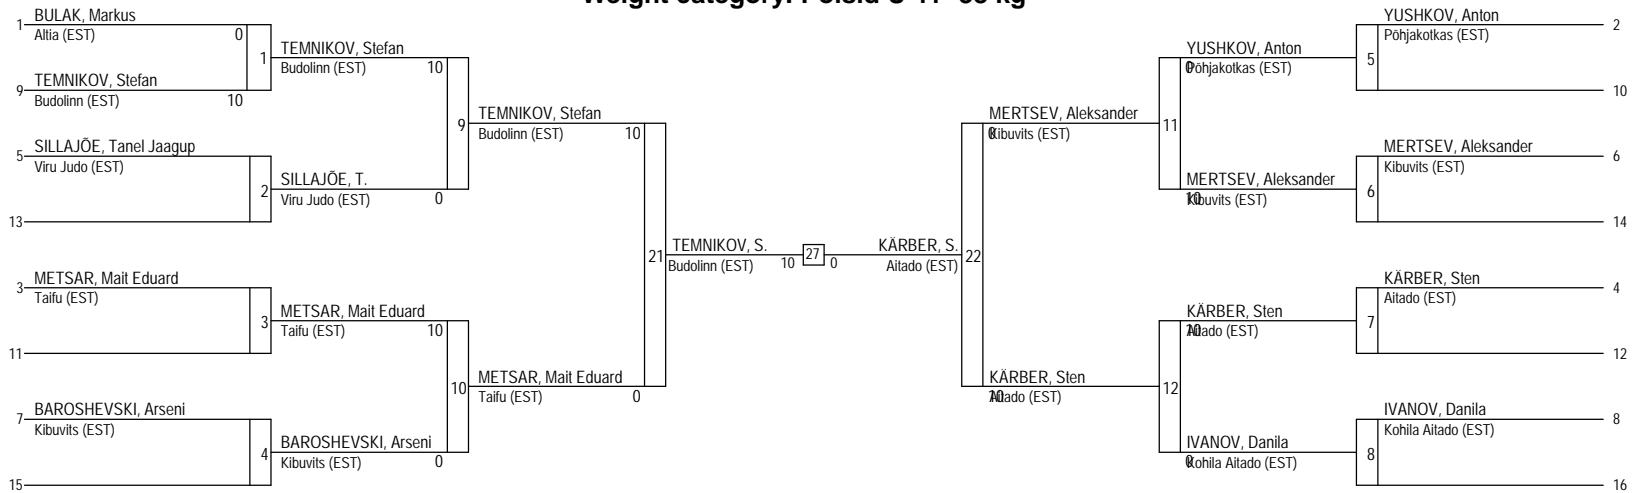 Weight category: Poisid kg
1 BULAK, Markus
Altia (EST) 0
1
9 TEMNIKOV, Stefan
Budolinn (EST) 10
5 SILLAJÕE, Tanel Jaagup
Viru Judo (EST)
2
13
3 METSAR, Mait Eduard
Taifu (EST)
3
11
7 BAROSHEVSKI, Arseni
Kibuvits (EST)
4
15
TEMNIKOV, Stefan
Budolinn (EST) 10
9
SILLAJÕE, T.
Viru Judo (EST) 0
METSAR, Mait Eduard
Taifu (EST) 10
10
BAROSHEVSKI, Arseni
Kibuvits (EST) 0
TEMNIKOV, Stefan
Budolinn (EST) 10
21
METSAR, Mait Eduard
Taifu (EST) 0
TEMNIKOV, S.
Budolinn (EST) 10
27
KÄRBER, S.
0 Aitado (EST)
22
MERTSEV, Aleksander
0 Kibuvits (EST)
KÄRBER, Sten
10 Aitado (EST)
11
YUSHKOV, Anton
0 Põhjakotkas (EST)
MERTSEV, Aleksander
10 Kibuvits (EST)
12
KÄRBER, Sten
10 Aitado (EST)
IVANOV, Danila
0 Kohila Aitado (EST)
YUSHKOV, Anton 2
Põhjakotkas (EST)
5
10
MERTSEV, Aleksander 6
Kibuvits (EST)
6
14
KÄRBER, Sten 4
Aitado (EST)
7
12
IVANOV, Danila 8
Kohila Aitado (EST)
8
16